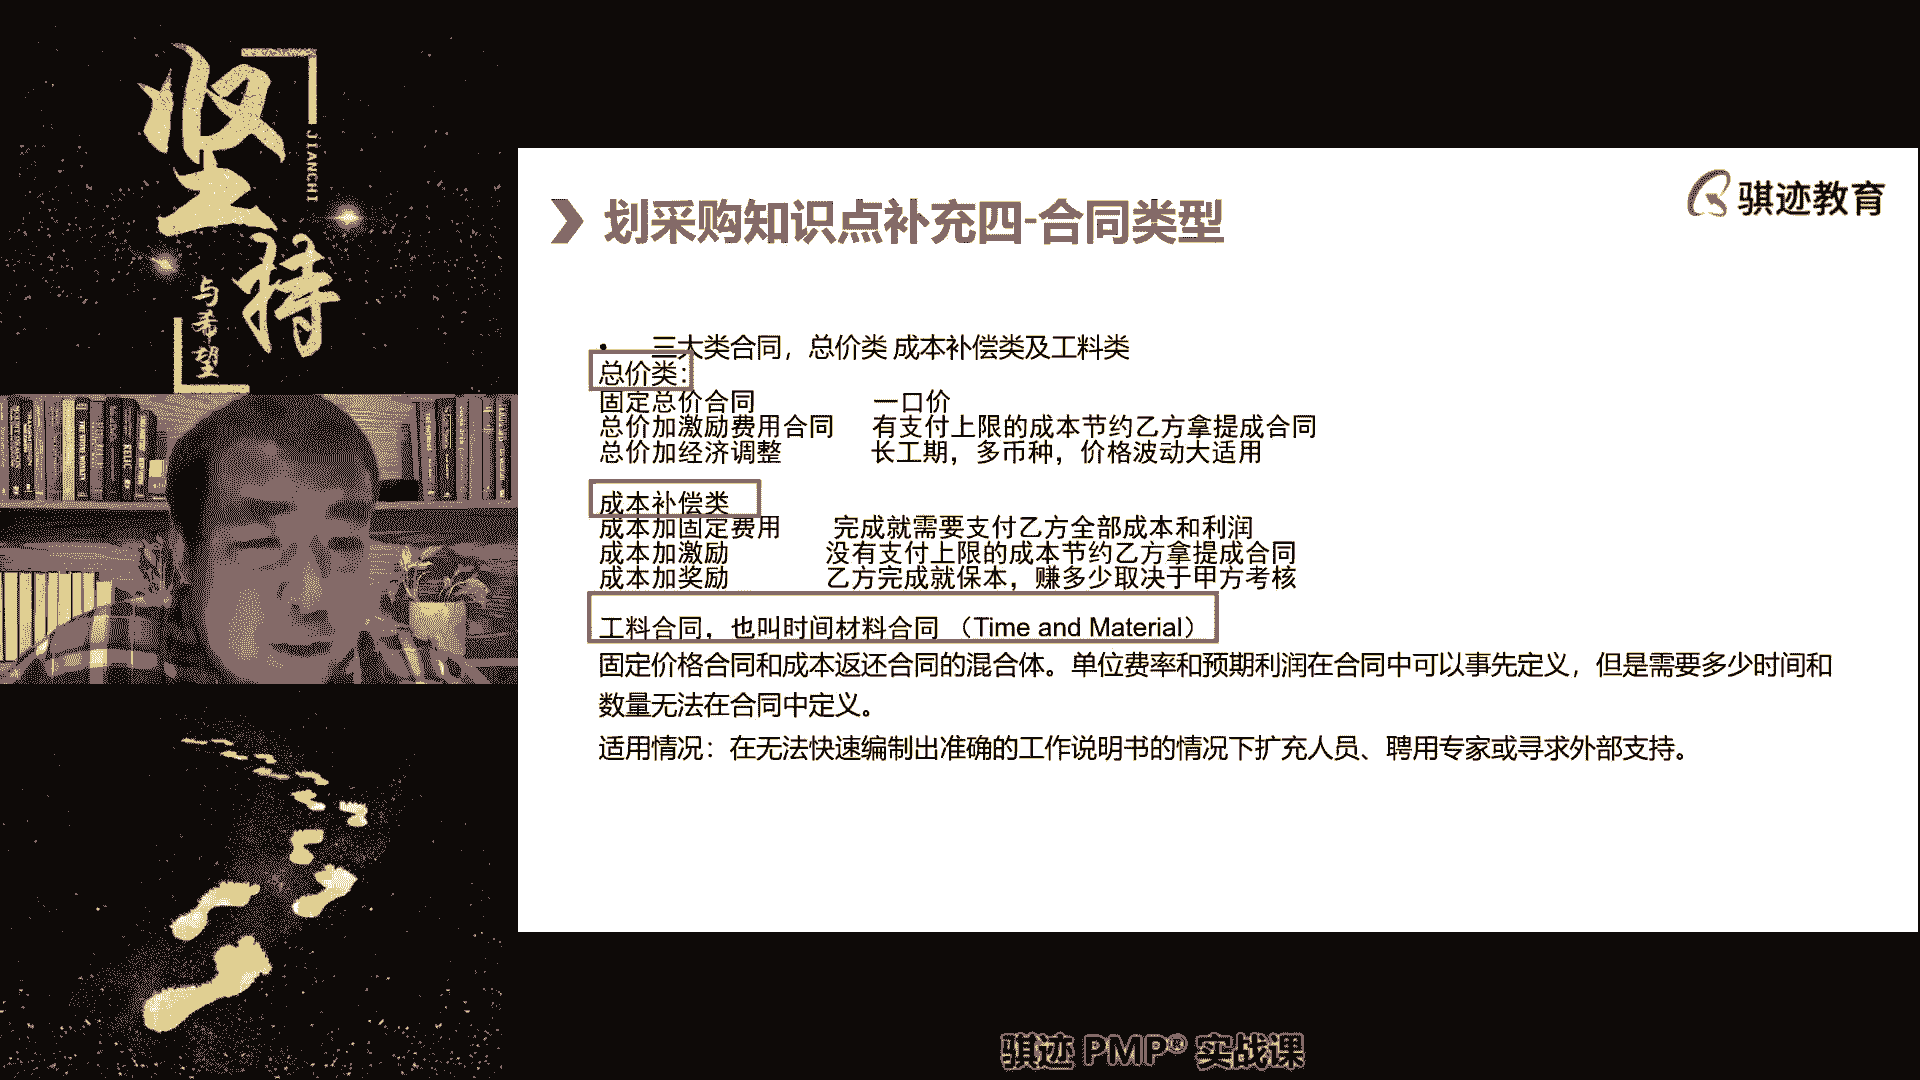 坚持
JIANCHI
与希望
骐迹教育
划采购知识点补充四-合同类型
• 三大类合同，总价类 成本补偿类及工料类
总价类：
固定总价合同 一口价
总价加激励费用合同 有支付上限的成本节约乙方拿提成合同
总价加经济调整 长工期，多币种，价格波动大适用
成本补偿类
成本加固定费用 完成就需要支付乙方全部成本和利润
成本加激励 没有支付上限的成本节约乙方拿提成合同
成本加奖励 乙方完成就保本，赚多少取决于甲方考核
工料合同，也叫时间材料合同 （Time and Material）
固定价格合同和成本返还合同的混合体。单位费率和预期利润在合同中可以事先定义，但是需要多少时间和
数量无法在合同中定义。
适用情况：在无法快速编制出准确的工作说明书的情况下扩充人员、聘用专家或寻求外部支持。
骐迹 PMP® 实战课